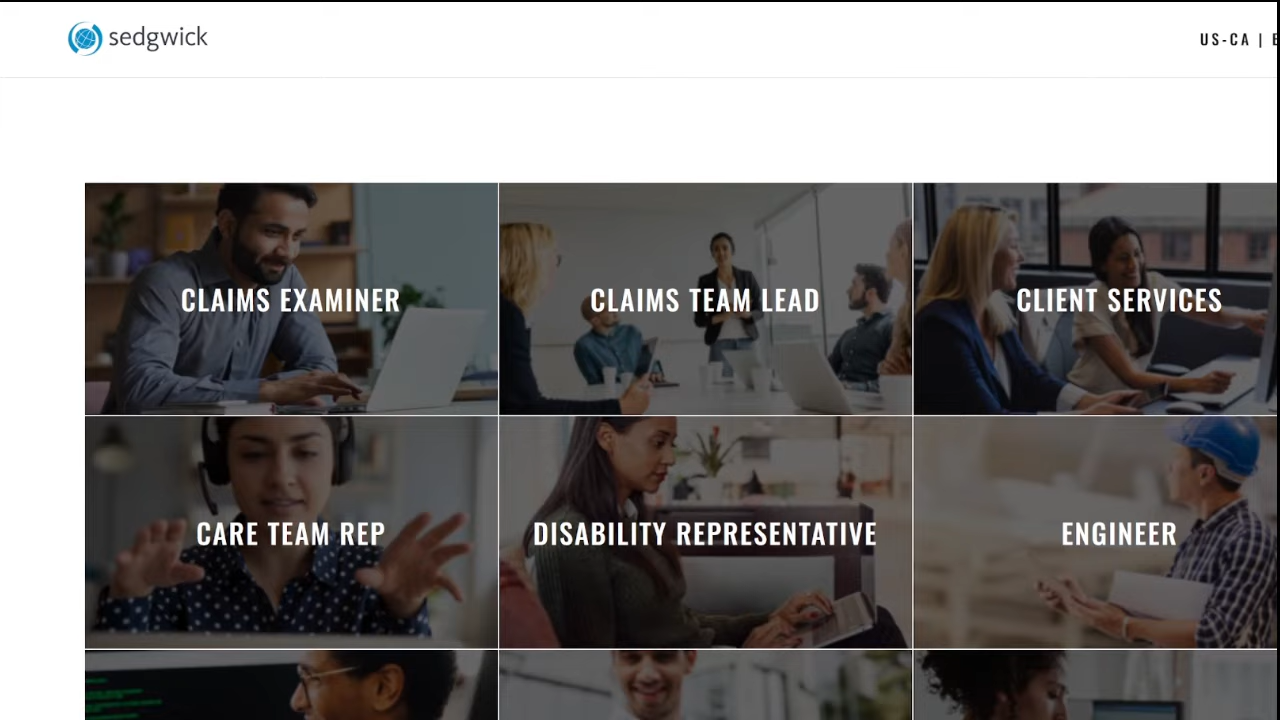 sedgwick
US-CA |
CLAIMS EXAMINER
CLAIMS TEAM LEAD
CLIENT SERVICES
CARE TEAM REP
DISABILITY REPRESENTATIVE
ENGINEER